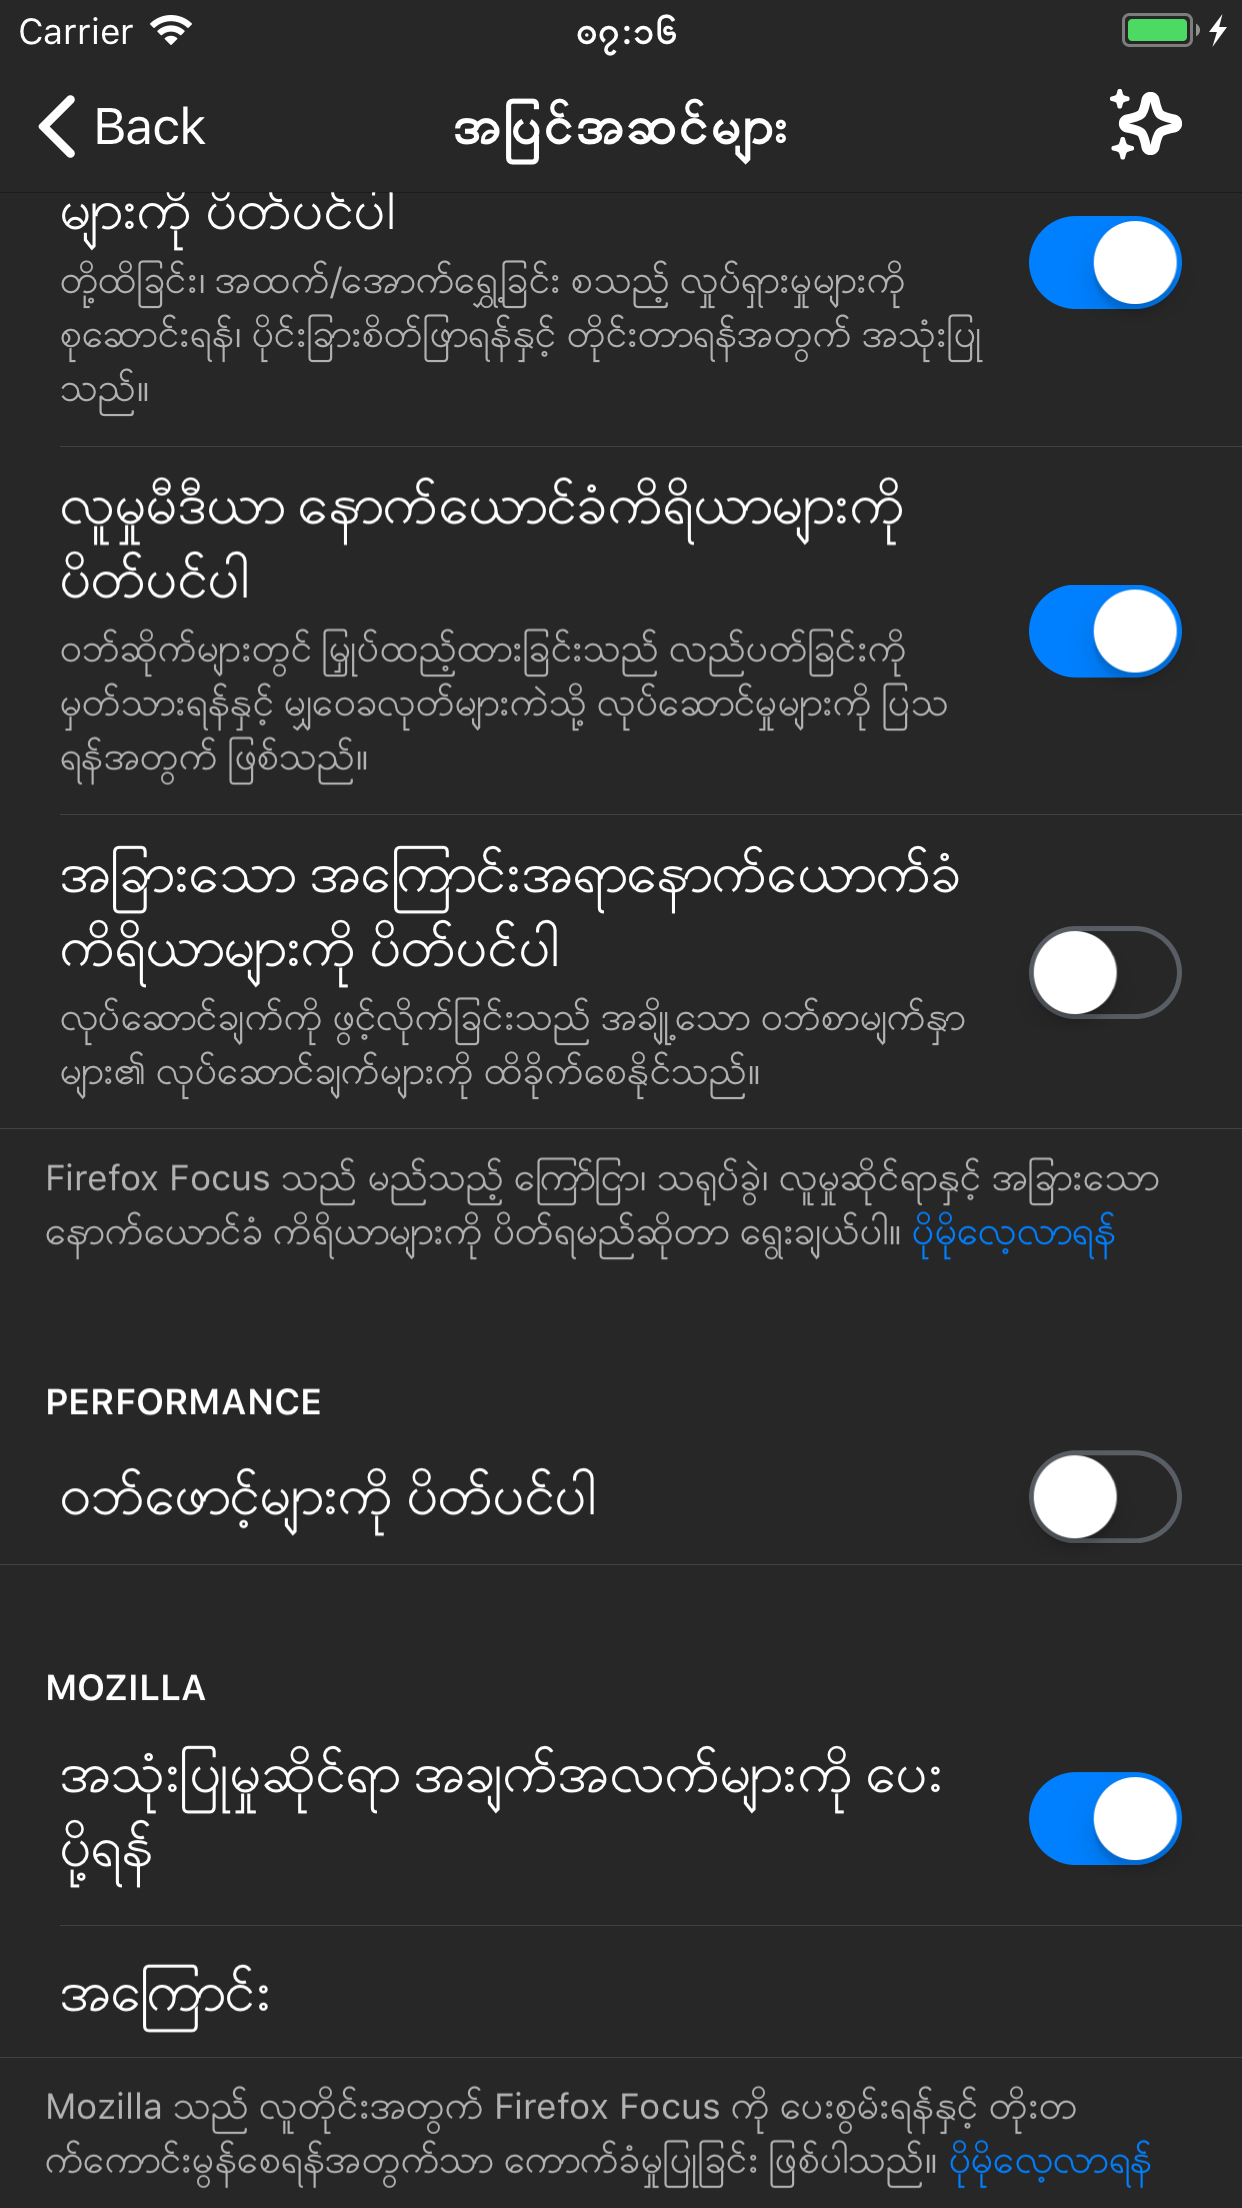 Carrier
၀၇:၁၆
Back
အပြင်အဆင်များ
များကို ပိတ်ပင်ပါ
တို့ထိခြင်း၊ အထက်/အောက်ရွှေ့ခြင်း စသည့် လှုပ်ရှားမှုများကို
စုဆောင်းရန်၊ ပိုင်းခြားစိတ်ဖြာရန်နှင့် တိုင်းတာရန်အတွက် အသုံးပြု
သည်။
လူမှုမီဒီယာ နောက်ယောင်ခံကိရိယာများကို
ပိတ်ပင်ပါ
ဝဘ်ဆိုက်များတွင် မြှုပ်ထည့်ထားခြင်းသည် လည်ပတ်ခြင်းကို
မှတ်သားရန်နှင့် မျှဝေခလုတ်များကဲသို့ လုပ်ဆောင်မှုများကို ပြသ
ရန်အတွက် ဖြစ်သည်။
အခြားသော အကြောင်းအရာနောက်ယောက်ခံ
ကိရိယာများကို ပိတ်ပင်ပါ
လုပ်ဆောင်ချက်ကို ဖွင့်လိုက်ခြင်းသည် အချို့သော ဝဘ်စာမျက်နှာ
များ၏ လုပ်ဆောင်ချက်များကို ထိခိုက်စေနိုင်သည်။
Firefox Focus သည် မည်သည့် ကြော်ငြာ၊ သရုပ်ခွဲ၊ လူမှုဆိုင်ရာနှင့် အခြားသော
နောက်ယောင်ခံ ကိရိယာများကို ပိတ်ရမည်ဆိုတာ ရွေးချယ်ပါ။ ပိုမိုလေ့လာရန်
PERFORMANCE
ဝဘ်ဖောင့်များကို ပိတ်ပင်ပါ
MOZILLA
အသုံးပြုမှုဆိုင်ရာ အချက်အလက်များကို ပေး
ပို့ရန်
အကြောင်း
Mozilla သည် လူတိုင်းအတွက် Firefox Focus ကို ပေးစွမ်းရန်နှင့် တိုးတ
က်ကောင်းမွန်စေရန်အတွက်သာ ကောက်ခံမှုပြုခြင်း ဖြစ်ပါသည်။ ပိုမိုလေ့လာရန်